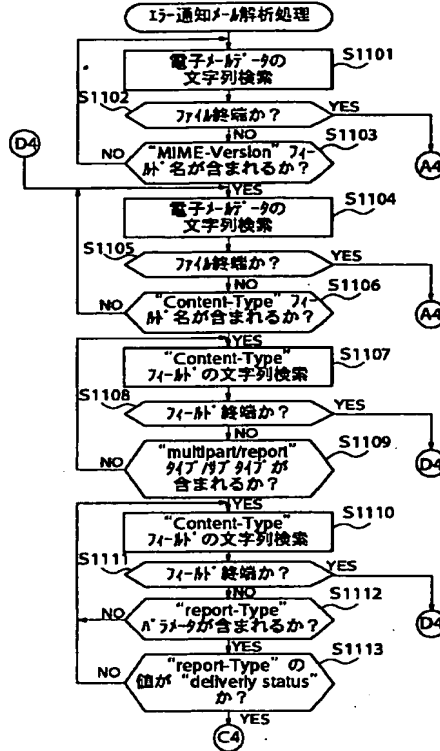 エラー通知メール解析処理
電子メールデータの
文字列検索
S1101
S1102
ファイル終端か?
YES
NO
S1103
D4
NO
"MIME-Version" フィー
ルド名が含まれるか?
A4
YES
電子メールデータの
文字列検索
S1104
S1105
ファイル終端か?
YES
NO
S1106
NO
"Content-Type" フィー
ルド名が含まれるか?
A4
YES
"Content-Type"
フィールドの文字列検索
S1107
S1108
フィールド終端か?
YES
NO
S1109
"multipart/report"
タイプ/サブタイプが
含まれるか?
NO
D4
YES
"Content-Type"
フィールドの文字列検索
S1110
S1111
フィールド終端か?
YES
NO
S1112
NO
"report-Type"
パラメータが含まれるか?
D4
YES
S1113
NO
"report-Type" の
値が "deliverly status"
か?
YES
C4